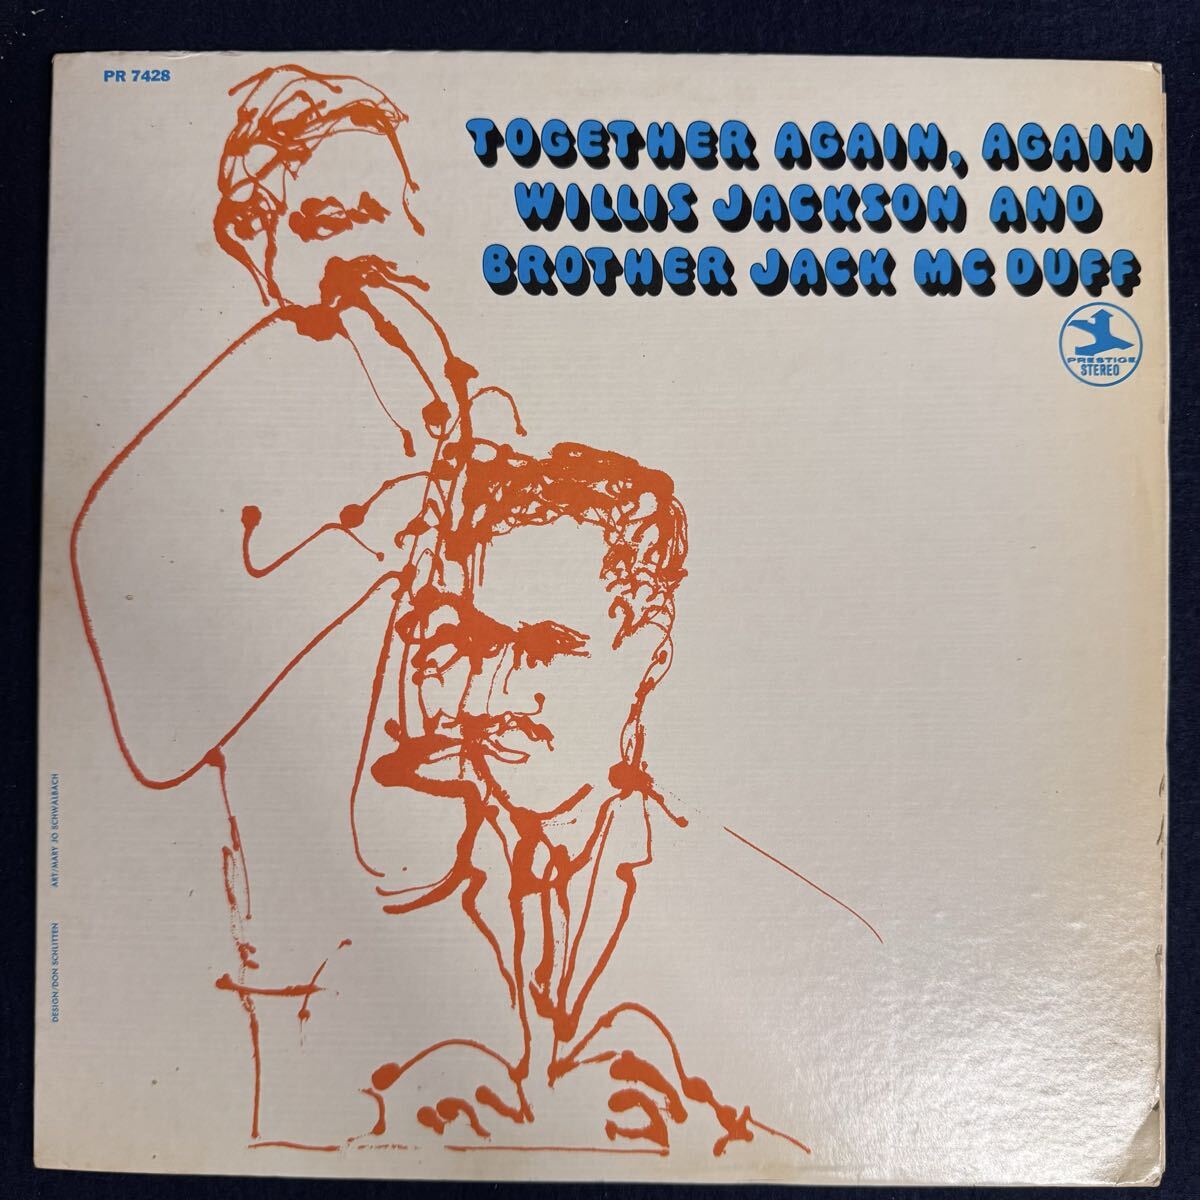 PR 7428
TOGETHER AGAIN, AGAIN
WILLIS JACKSON AND
BROTHER JACK MC DUFF
PRESTIGE
STEREO
ART/MARY JO SCHWALBACH
DESIGN/DON SCHLITTEN